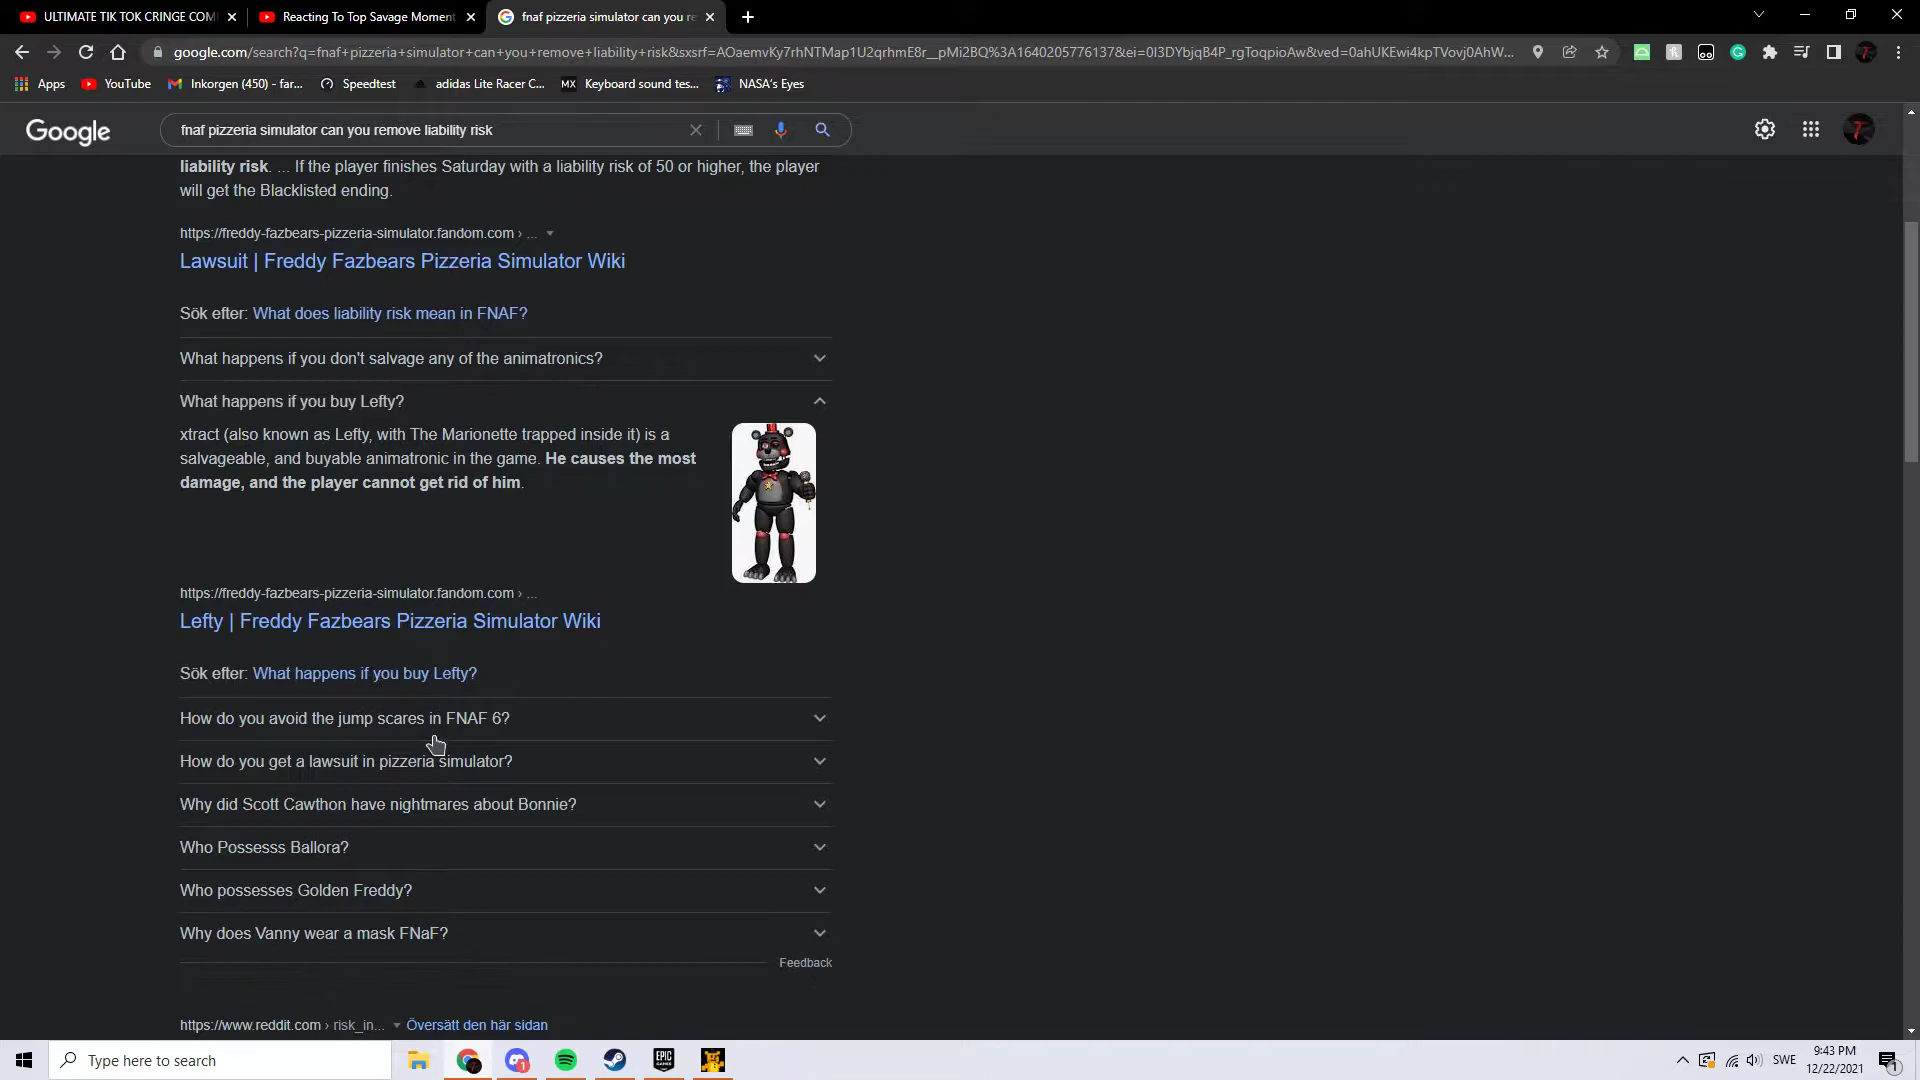 ULTIMATE TIK TOK CRINGE COM
Reacting To Top Savage Moment
fnaf pizzeria simulator can you re
google.com/search?q=fnaf+pizzeria+simulator+can+you+remove+liability+risk&sxsrf=AOaemvKy7rhNTMap1U2qrhmE8r__pMi2BQ%3A1640205776137&ei=0I3DYbjqB4P_rgToqpioAw&ved=0ahUKEwi4kpTVovj0AhW...
Apps
YouTube
Inkorgen (450) - far...
Speedtest
adidas Lite Racer C...
MX Keyboard sound tes...
NASA's Eyes
Google
fnaf pizzeria simulator can you remove liability risk
liability risk. ... If the player finishes Saturday with a liability risk of 50 or higher, the player
will get the Blacklisted ending.
https://freddy-fazbears-pizzeria-simulator.fandom.com › ...
Lawsuit | Freddy Fazbears Pizzeria Simulator Wiki
Sök efter: What does liability risk mean in FNAF?
What happens if you don't salvage any of the animatronics?
What happens if you buy Lefty?
xtract (also known as Lefty, with The Marionette trapped inside it) is a
salvageable, and buyable animatronic in the game. He causes the most
damage, and the player cannot get rid of him.
https://freddy-fazbears-pizzeria-simulator.fandom.com › ...
Lefty | Freddy Fazbears Pizzeria Simulator Wiki
Sök efter: What happens if you buy Lefty?
How do you avoid the jump scares in FNAF 6?
How do you get a lawsuit in pizzeria simulator?
Why did Scott Cawthon have nightmares about Bonnie?
Who Possesss Ballora?
Who possesses Golden Freddy?
Why does Vanny wear a mask FNaF?
Feedback
https://www.reddit.com › risk_in... Översätt den här sidan
Type here to search
EPIC GAMES
SWE
9:43 PM
12/22/2021